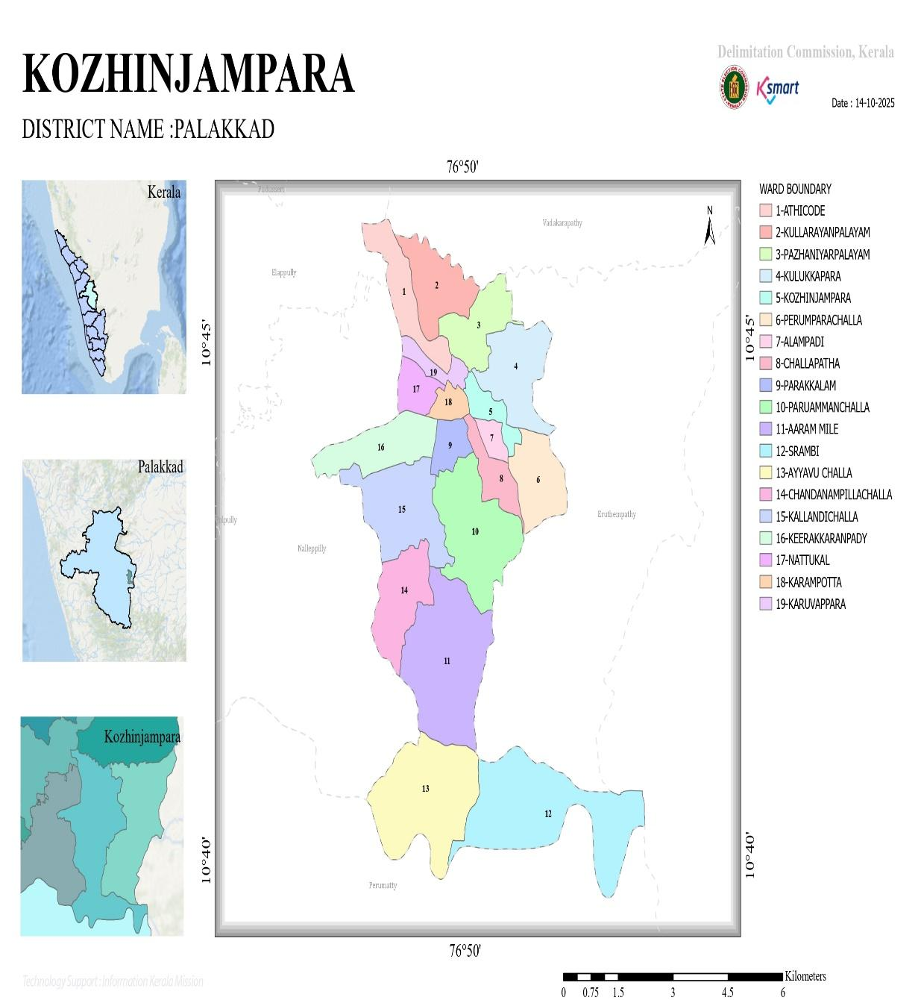 KOZHINJAMPARA
DISTRICT NAME :PALAKKAD
Delimitation Commission, Kerala
Ksmart
Date : 14-10-2025
Kerala
Palakkad
Kozhinjampara
76°50'
10°45'
10°45'
10°40'
10°40'
76°50'
Pudusseri
Vadakarapathy
Elappully
N
1
2
3
4
19
17
18
5
16
9
7
8
6
15
10
Eruthempathy
Nalleppilly
14
11
13
12
Perumatty
WARD BOUNDARY
1-ATHICODE
2-KULLARAYANPALAYAM
3-PAZHANIYARPALAYAM
4-KULUKKAPARA
5-KOZHINJAMPARA
6-PERUMPARACHALLA
7-ALAMPADI
8-CHALLAPATHA
9-PARAKKALAM
10-PARUAMMANCHALLA
11-AARAM MILE
12-SRAMBI
13-AYYAVU CHALLA
14-CHANDANAMPILLACHALLA
15-KALLANDICHALLA
16-KEERAKKARANPADY
17-NATTUKAL
18-KARAMPOTTA
19-KARUVAPPARA
Technology Support : Information Kerala Mission
Kilometers
0 0.75 1.5 3 4.5 6